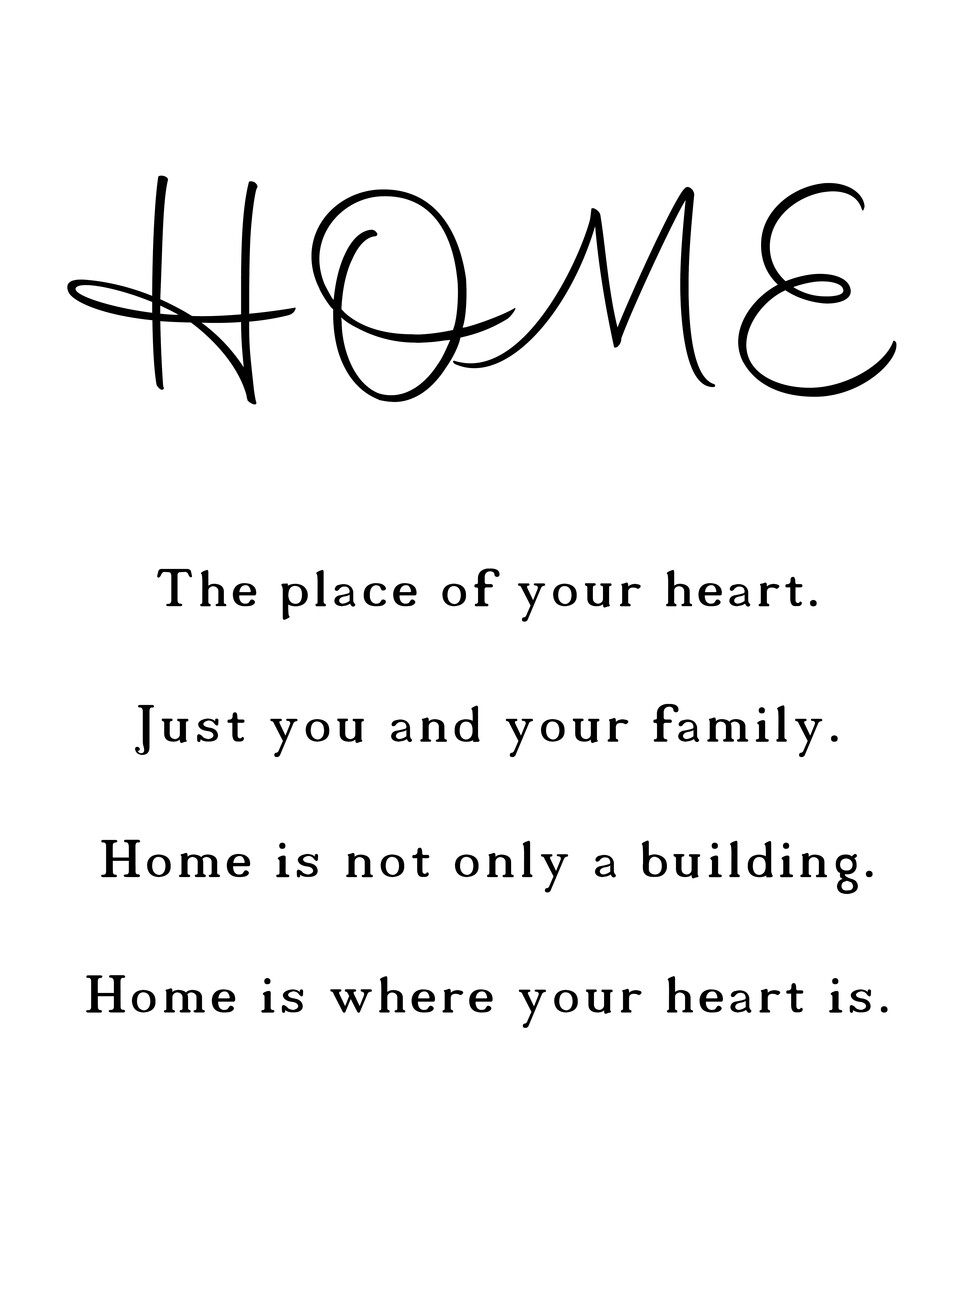 HOME
The place of your heart.
Just you and your family.
Home is not only a building.
Home is where your heart is.